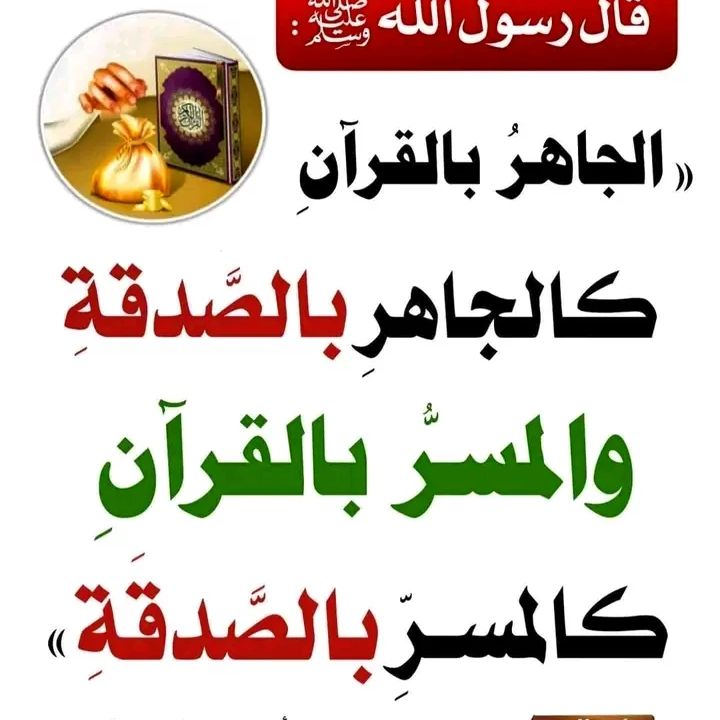 قال رسول الله ﷺ :
« الجاهرُ بالقرآنِ
كالجاهرِ بالصَّدقةِ
والمسرُّ بالقرآنِ
كالمسرِّ بالصَّدقةِ »